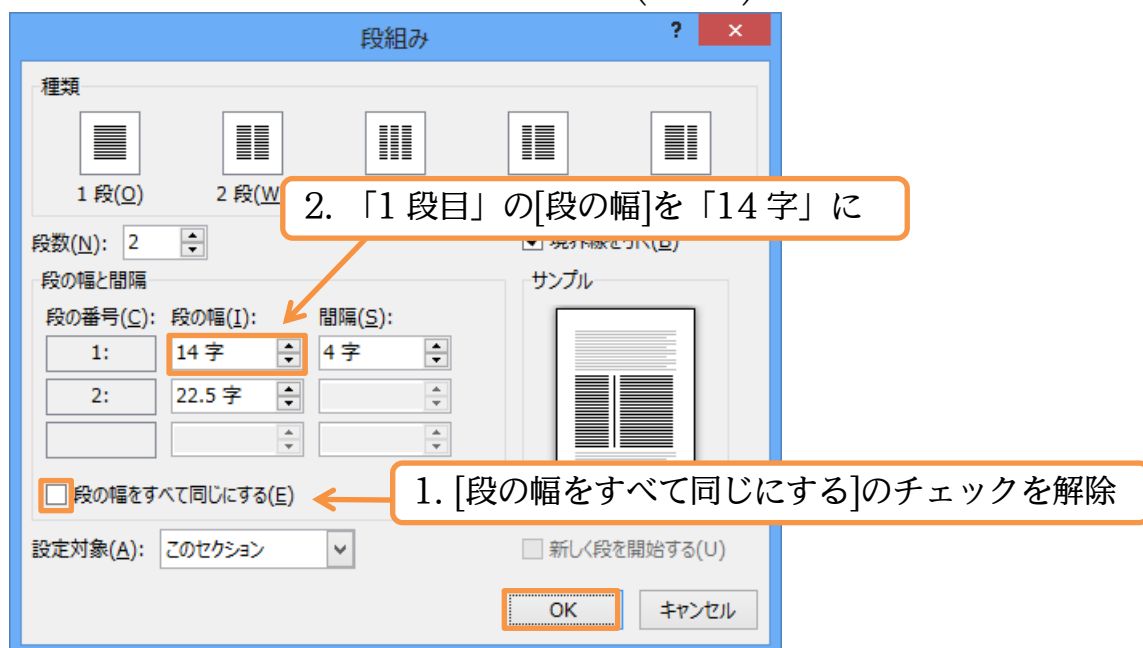 段組み ?
種類
1 段(O) 2 段(W
2. 「1 段目」の[段の幅]を「14 字」に
段数(N): 2
段の幅と間隔 サンプル
段の番号(C): 段の幅(I): 間隔(S):
1: 14 字 4 字
2: 22.5 字
段の幅をすべて同じにする(E)
1. [段の幅をすべて同じにする]のチェックを解除
設定対象(A): このセクション 新しく段を開始する(U)
OK キャンセル